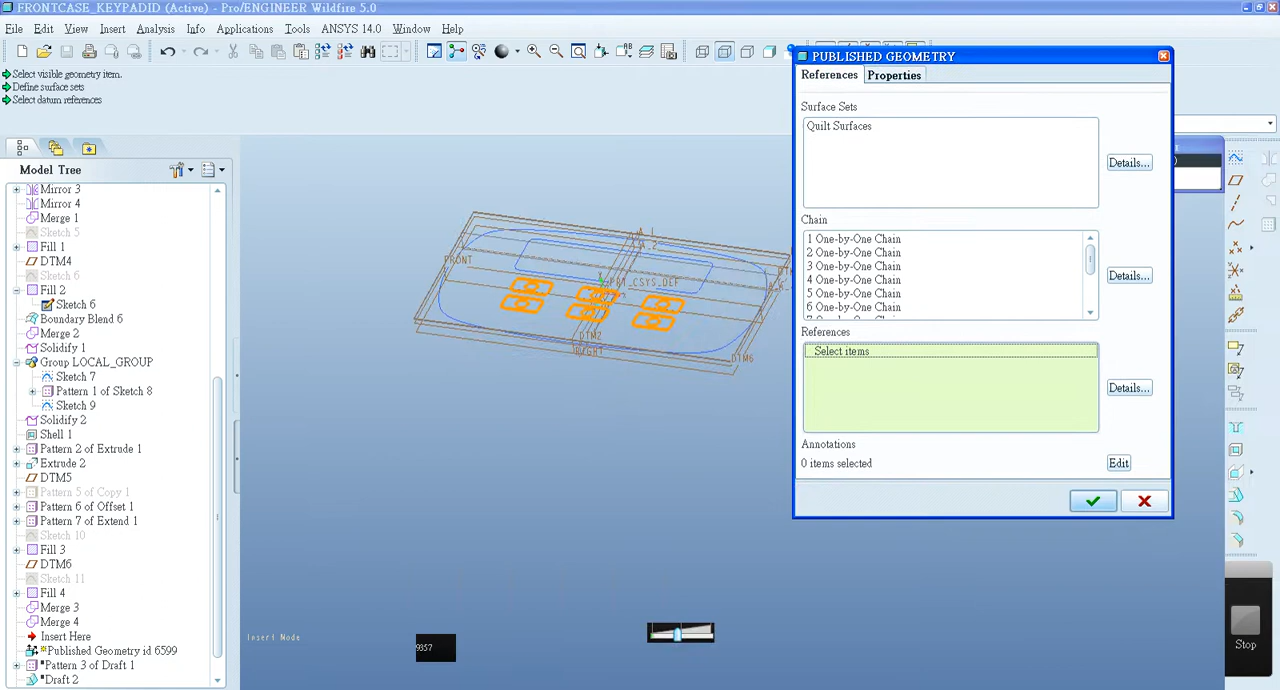 FRONTCASE_KEYPADID (Active) - Pro/ENGINEER Wildfire 5.0
File Edit View Insert Analysis Info Applications Tools ANSYS 14.0 Window Help
Select visible geometry item.
Define surface sets
Select datum references
Model Tree
Mirror 3
Mirror 4
Merge 1
Sketch 5
Fill 1
DTM4
Sketch 6
Fill 2
Sketch 6
Boundary Blend 6
Merge 2
Solidify 1
Group LOCAL_GROUP
Sketch 7
Pattern 1 of Sketch 8
Sketch 9
Solidify 2
Shell 1
Pattern 2 of Extrude 1
Extrude 2
DTM5
Pattern 5 of Copy 1
Pattern 6 of Offset 1
Pattern 7 of Extend 1
Sketch 10
Fill 3
DTM6
Sketch 11
Fill 4
Merge 3
Merge 4
Insert Here
*Published Geometry id 6599
Pattern 3 of Draft 1
Draft 2
FRONT
A_1
A_2
PRT_CSYS_DEF
DTM2
RIGHT
DTM6
Insert Mode
9357
PUBLISHED GEOMETRY
References Properties
Surface Sets
Quilt Surfaces
Details...
Chain
1 One-by-One Chain
2 One-by-One Chain
3 One-by-One Chain
4 One-by-One Chain
5 One-by-One Chain
6 One-by-One Chain
Details...
References
Select items
Details...
Annotations
0 items selected
Edit
Stop